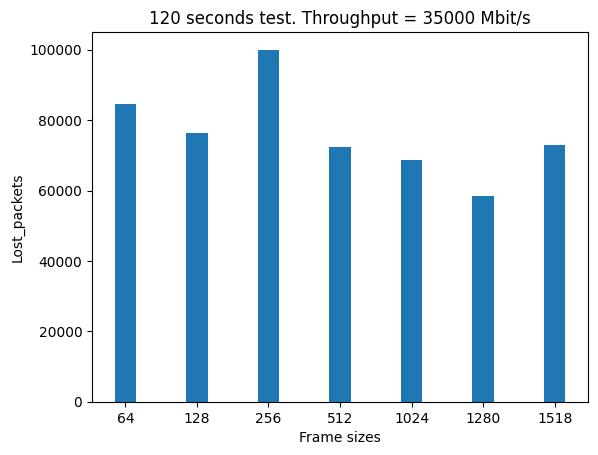 120 seconds test. Throughput = 35000 Mbit/s
100000
80000
60000
40000
20000
0
Lost_packets
64 128 256 512 1024 1280 1518
Frame sizes